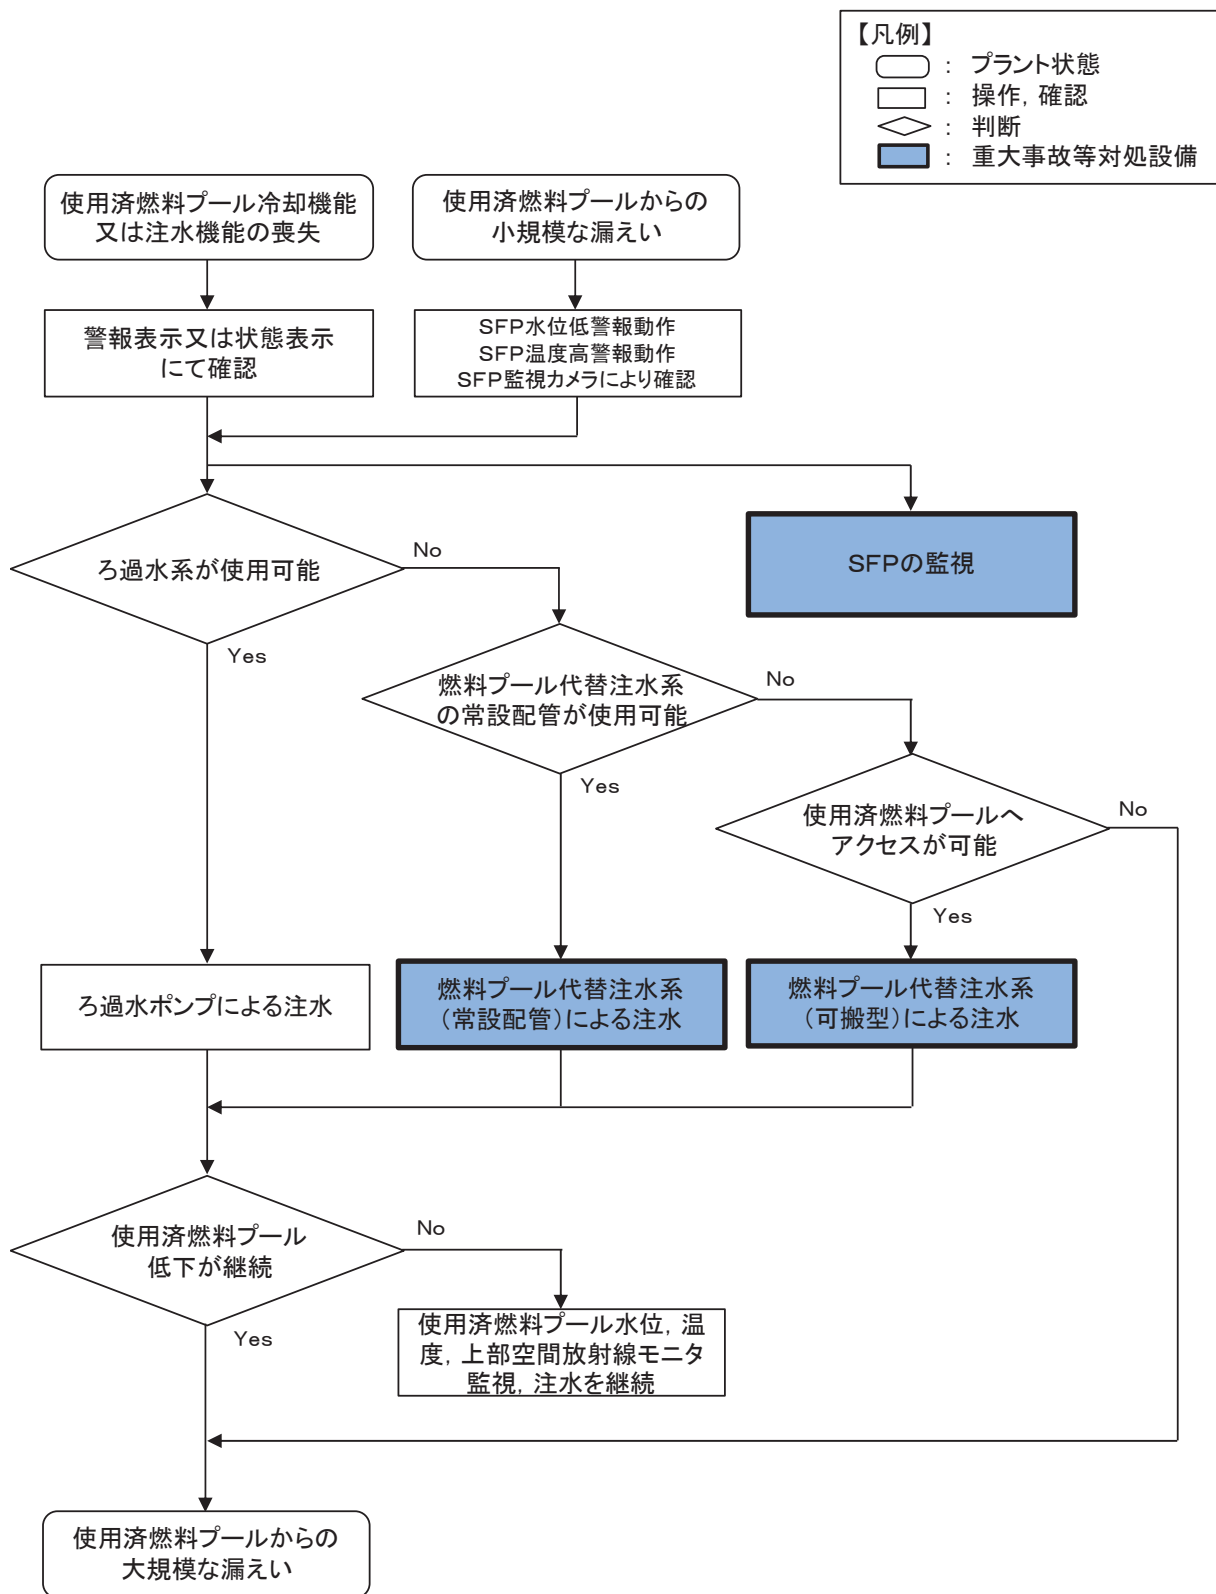 【凡例】
： プラント状態
： 操作，確認
： 判断
： 重大事故等対処設備
使用済燃料プール冷却機能
又は注水機能の喪失
使用済燃料プールからの
小規模な漏えい
警報表示又は状態表示
にて確認
SFP水位低警報動作
SFP温度高警報動作
SFP監視カメラにより確認
ろ過水系が使用可能
No
Yes
SFPの監視
燃料プール代替注水系
の常設配管が使用可能
No
Yes
使用済燃料プールへ
アクセスが可能
No
Yes
ろ過水ポンプによる注水
燃料プール代替注水系
（常設配管）による注水
燃料プール代替注水系
（可搬型）による注水
使用済燃料プール
低下が継続
No
Yes
使用済燃料プール水位，温
度，上部空間放射線モニタ
監視，注水を継続
使用済燃料プールからの
大規模な漏えい